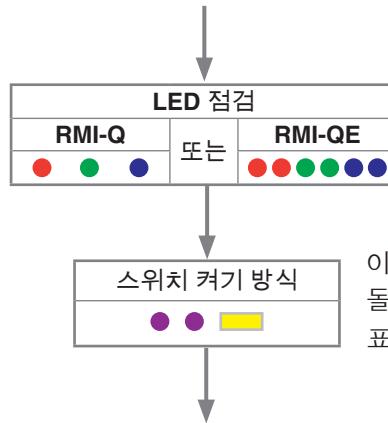 LED 점검
RMI-Q
또는
RMI-QE
스위치 켜기 방식
이
돌
표